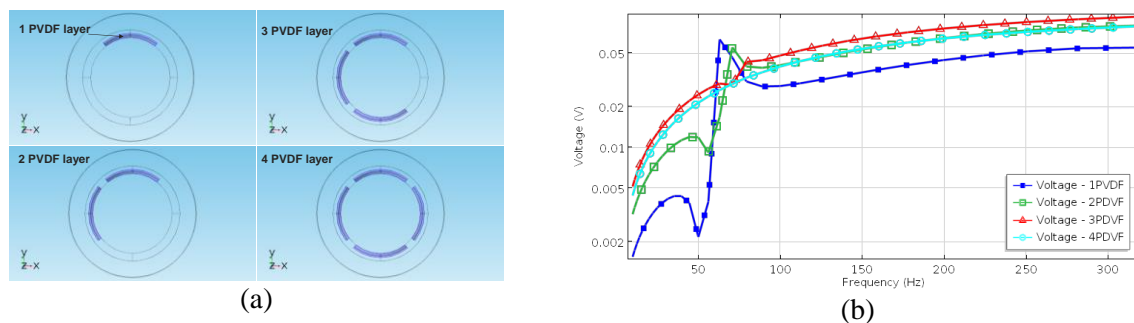 1 PVDF layer
3 PVDF layer
y
z x
y
z x
2 PVDF layer
4 PVDF layer
y
z x
y
z x
(a)
Voltage (V)
0.05
0.02
0.01
0.005
0.002
50
100
150
200
250
300
Frequency (Hz)
Voltage - 1PVDF
Voltage - 2PDVF
Voltage - 3PDVF
Voltage - 4PDVF
(b)